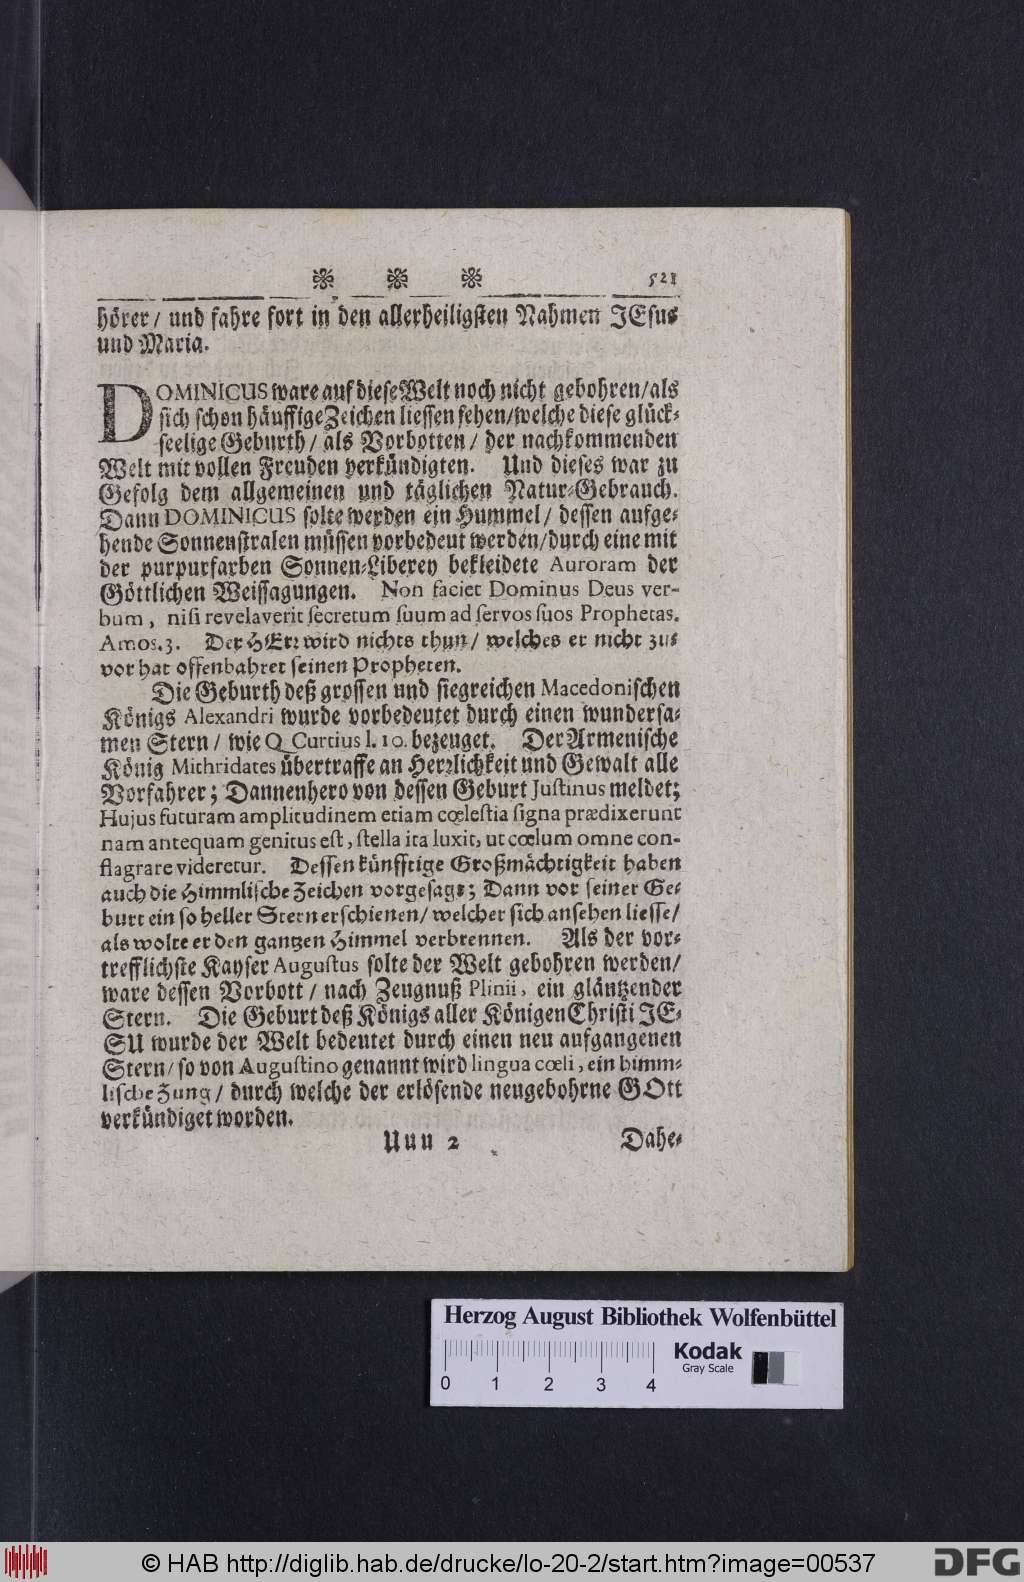 521
hörer/ und fahre fort in den allerheiligsten Nahmen JEsus
und Maria.
DOMINICUS ware auf diese Welt noch nicht gebohren/als
sich schon häuffige Zeichen liessen sehen/welche diese glück-
seelige Geburth/ als Vorbotten/ der nachkommenden
Welt mit vollen Freuden verkündigten. Und dieses war zu
Gefolg dem allgemeinen und täglichen Natur-Gebrauch.
Dann DOMINICUS solte werden ein Hummel/ dessen aufge-
hende Sonnenstralen müssen vorbedeut werden/durch eine mit
der purpurfarben Sonnen-Liberey bekleidete Auroram der
Göttlichen Weissagungen. Non faciet Dominus Deus ver-
bum, nisi revelaverit secretum suum ad servos suos Prophetas.
Amos. 3. Der HErr wird nichts thun/ welches er nicht zu-
vor hat offenbahret seinen Propheten.
Die Geburth deß grossen und siegreichen Macedonischen
Königs Alexandri wurde vorbedeutet durch einen wundersa-
men Stern/ wie Q. Curtius l. 10. bezeuget. Der Armenische
König Mithridates übertraffe an Herrlichkeit und Gewalt alle
Vorfahrer; Dannenhero von dessen Geburt Justinus meldet;
Hujus futuram amplitudinem etiam cœlestia signa prædixerunt
nam antequam genitus est, stella ita luxit, ut cœlum omne con-
flagrare videretur. Dessen künfftige Großmächtigkeit haben
auch die Himmlische Zeichen vorgesagt; Dann vor seiner Ge-
burt ein so heller Stern erschienen/ welcher sich ansehen liesse/
als wolte er den gantzen Himmel verbrennen. Als der vor-
trefflichste Kayser Augustus solte der Welt gebohren werden/
ware dessen Vorbott/ nach Zeugnuß Plinii, ein gläntzender
Stern. Die Geburt deß Königs aller Königen Christi JE-
SU wurde der Welt bedeutet durch einen neu aufgangenen
Stern/ so von Augustino genannt wird lingua cœli, ein himm-
lische Zung/ durch welche der erlösende neugebohrne GOtt
verkündiget worden.
Uuu 2 Dahe-
Herzog August Bibliothek Wolfenbüttel
Kodak
Gray Scale
0 1 2 3 4
© HAB http://diglib.hab.de/drucke/lo-20-2/start.htm?image=00537
DFG